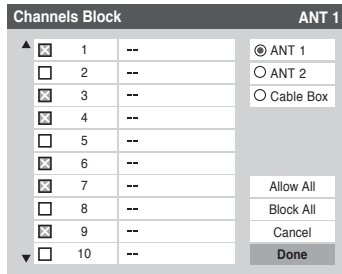 Channels Block ANT 1
1 -- ANT 1
2 -- ANT 2
3 -- Cable Box
4 --
5 --
6 --
7 -- Allow All
8 -- Block All
9 -- Cancel
10 -- Done